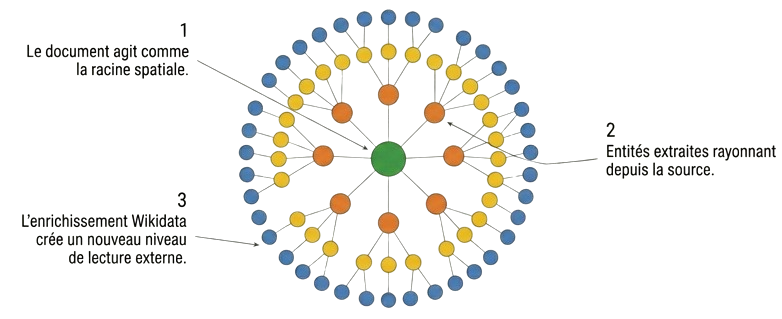 1
Le document agit comme
la racine spatiale.
2
Entités extraites rayonnant
depuis la source.
3
L'enrichissement Wikidata
crée un nouveau niveau
de lecture externe.